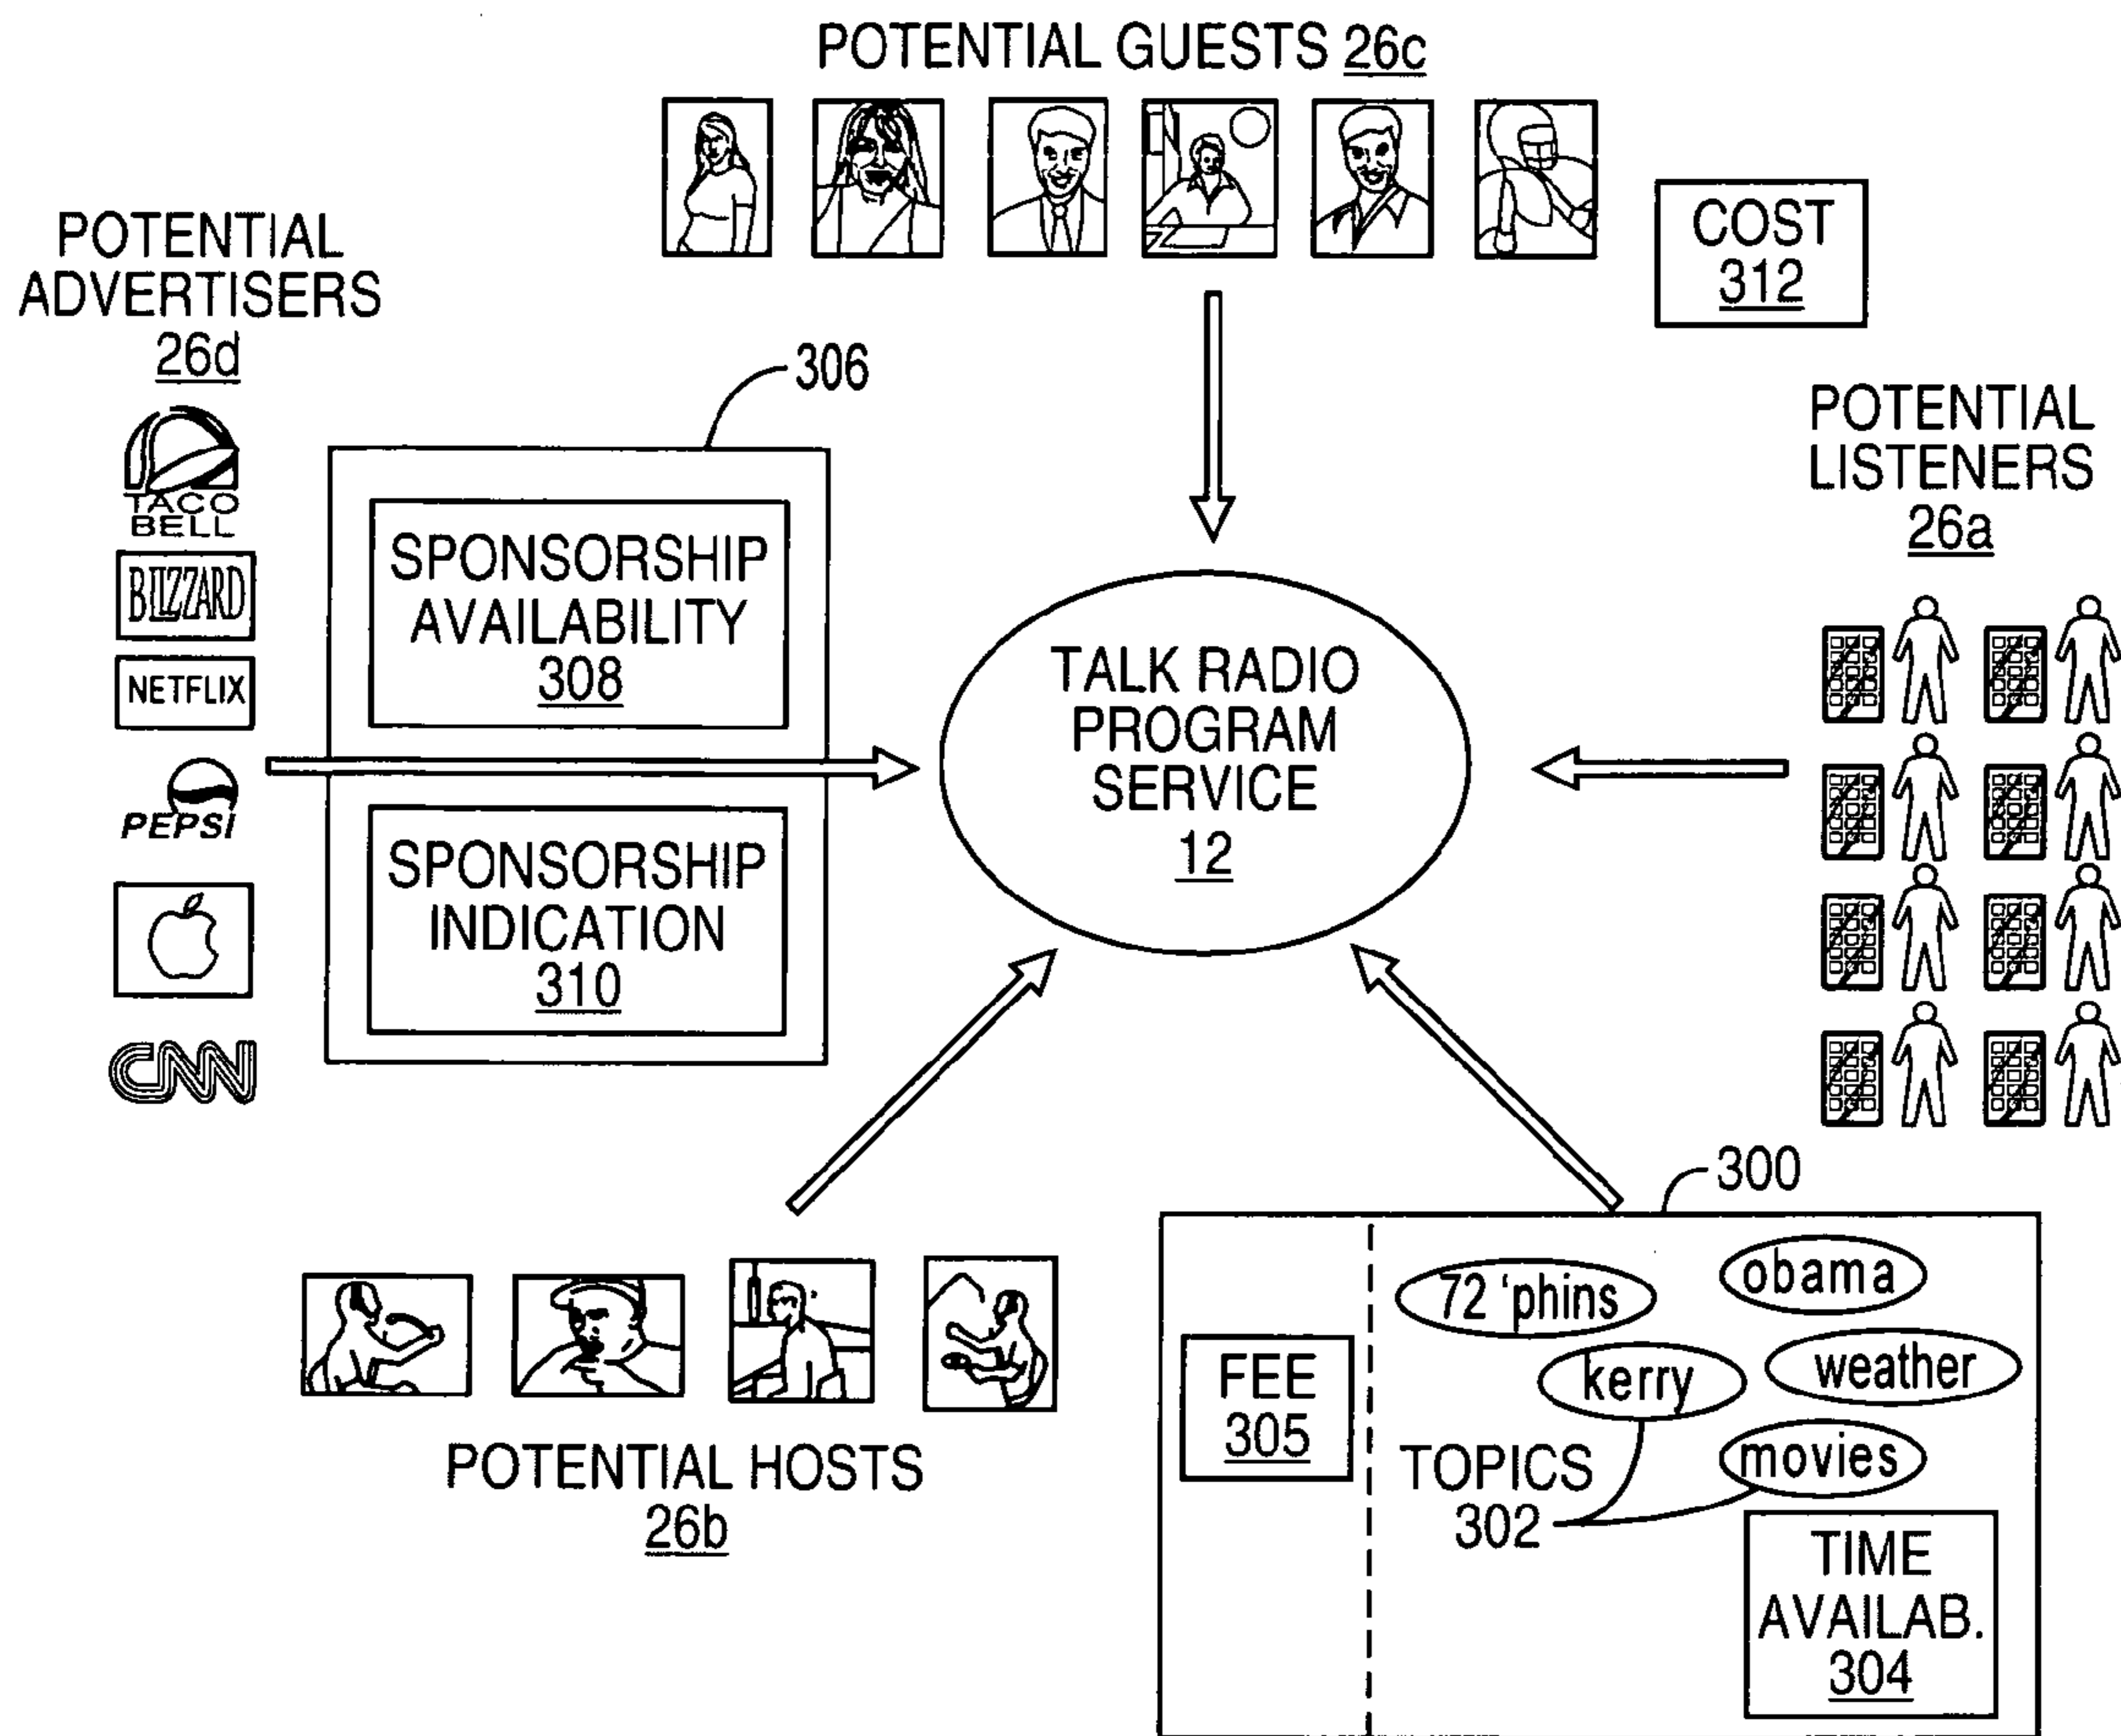 POTENTIAL GUESTS 26c
COST
312
POTENTIAL
ADVERTISERS
26d
TACO
BELL
BLIZZARD
NETFLIX
PEPSI
CNN
306
SPONSORSHIP
AVAILABILITY
308
SPONSORSHIP
INDICATION
310
TALK RADIO
PROGRAM
SERVICE
12
POTENTIAL
LISTENERS
26a
POTENTIAL HOSTS
26b
300
72 'phins
obama
kerry
weather
movies
FEE
305
TOPICS
302
TIME
AVAILAB.
304